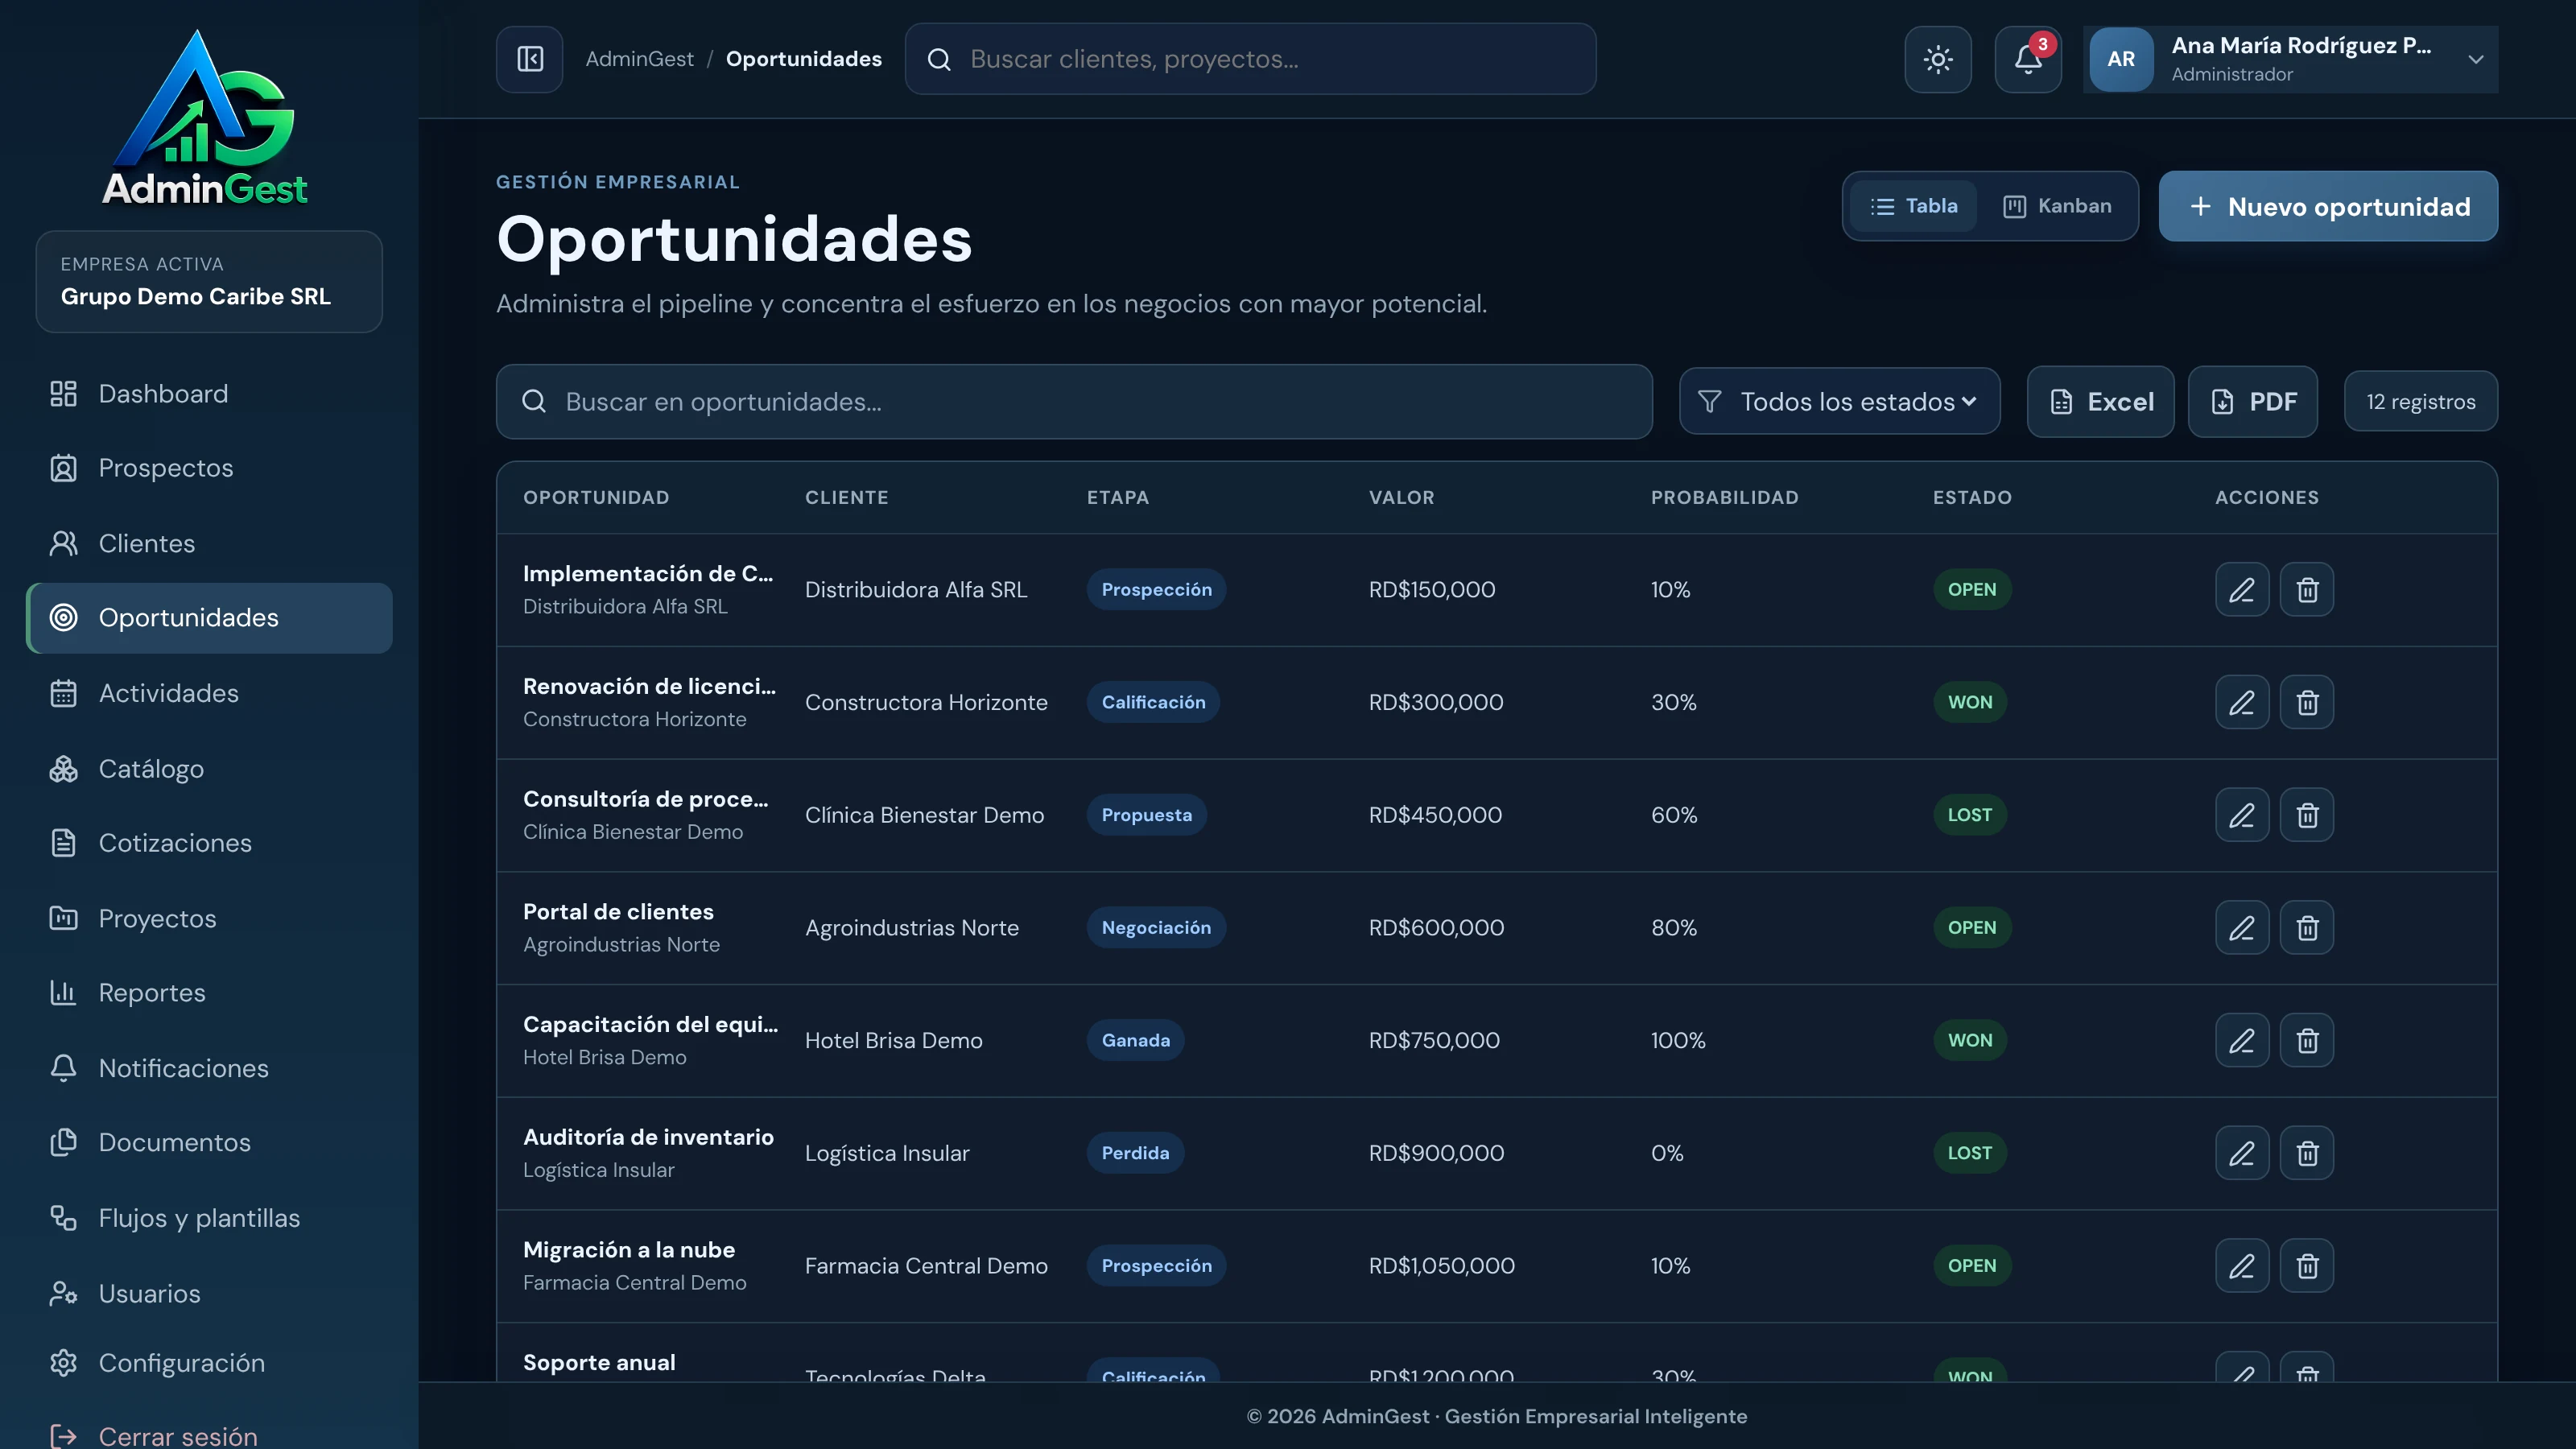 AdminGest
EMPRESA ACTIVA
Grupo Demo Caribe SRL
Dashboard
Prospectos
Clientes
Oportunidades
Actividades
Catálogo
Cotizaciones
Proyectos
Reportes
Notificaciones
Documentos
Flujos y plantillas
Usuarios
Configuración
Cerrar sesión
AdminGest / Oportunidades
Buscar clientes, proyectos...
3
AR
Ana María Rodríguez P...
Administrador
GESTIÓN EMPRESARIAL
Oportunidades
Administra el pipeline y concentra el esfuerzo en los negocios con mayor potencial.
Tabla
Kanban
+ Nuevo oportunidad
Buscar en oportunidades...
Todos los estados
Excel
PDF
12 registros
OPORTUNIDAD CLIENTE ETAPA VALOR PROBABILIDAD ESTADO ACCIONES
Implementación de C...
Distribuidora Alfa SRL
Distribuidora Alfa SRL Prospección RD$150,000 10% OPEN
Renovación de licenci...
Constructora Horizonte
Constructora Horizonte Calificación RD$300,000 30% WON
Consultoría de proce...
Clínica Bienestar Demo
Clínica Bienestar Demo Propuesta RD$450,000 60% LOST
Portal de clientes
Agroindustrias Norte
Agroindustrias Norte Negociación RD$600,000 80% OPEN
Capacitación del equi...
Hotel Brisa Demo
Hotel Brisa Demo Ganada RD$750,000 100% WON
Auditoría de inventario
Logística Insular
Logística Insular Perdida RD$900,000 0% LOST
Migración a la nube
Farmacia Central Demo
Farmacia Central Demo Prospección RD$1,050,000 10% OPEN
Soporte anual
Tecnologías Delta Calificación RD$1,200,000 30% WON
© 2026 AdminGest · Gestión Empresarial Inteligente